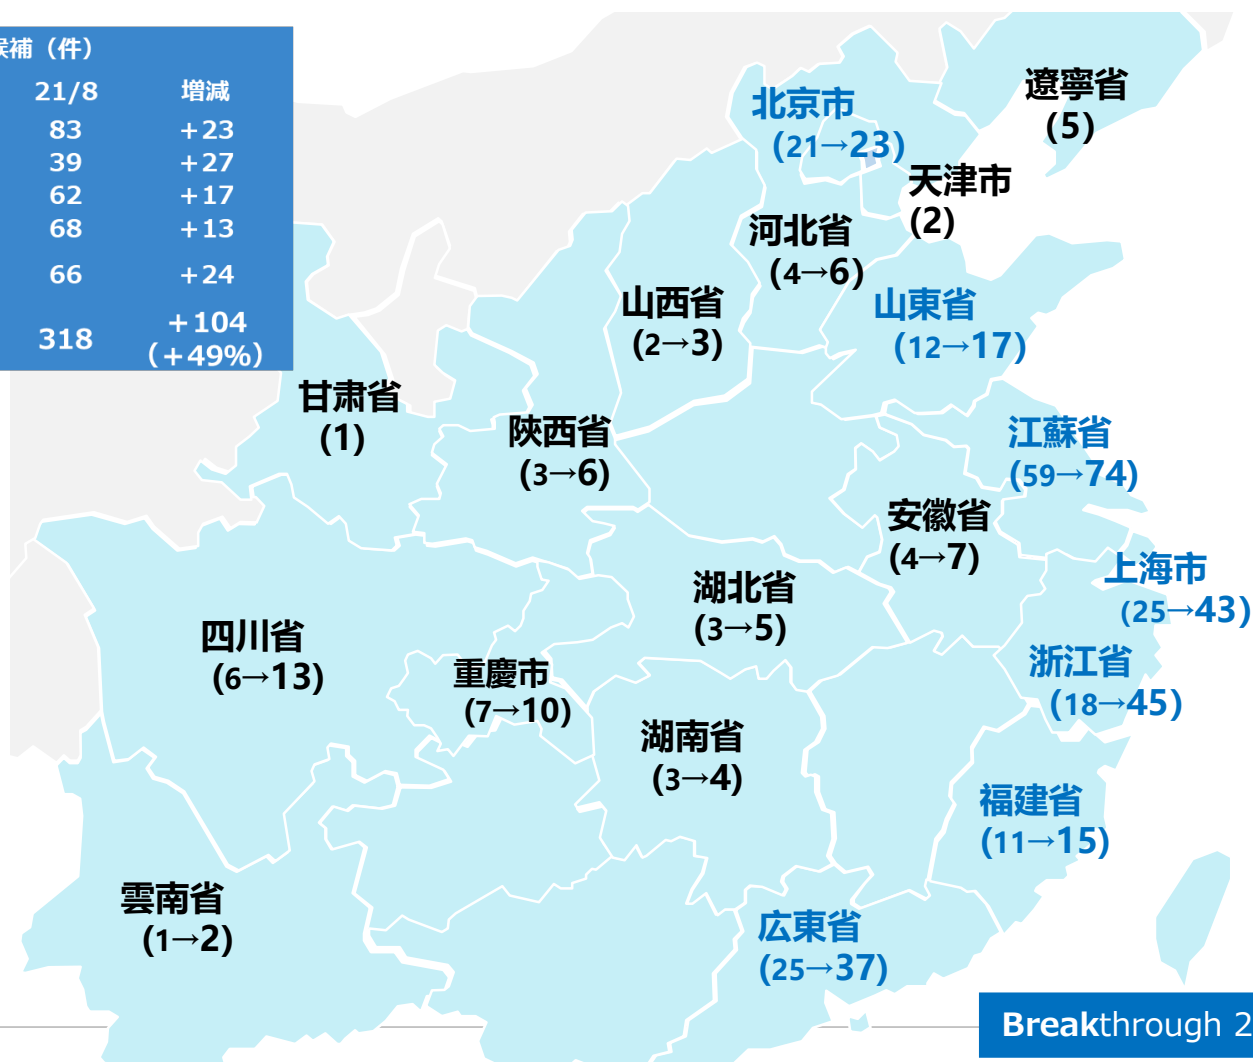 候補（件）
21/8 増減
83 +23
39 +27
62 +17
68 +13
66 +24
318 +104
(+49%)
遼寧省
(5)
北京市
(21→23)
天津市
(2)
河北省
(4→6)
山西省
(2→3)
山東省
(12→17)
甘粛省
(1)
陝西省
(3→6)
江蘇省
(59→74)
安徽省
(4→7)
上海市
(25→43)
湖北省
(3→5)
四川省
(6→13)
重慶市
(7→10)
浙江省
(18→45)
湖南省
(3→4)
福建省
(11→15)
雲南省
(1→2)
広東省
(25→37)
Breakthrough 2